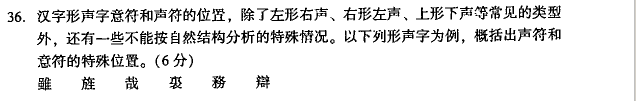 36. 汉字形声字意符和声符的位置，除了左形右声、右形左声、上形下声等常见的类型
外，还有一些不能按自然结构分析的特殊情况。以下列形声字为例，概括出声符和
意符的特殊位置。(6 分)
雖 旌 哉 裏 務 辯